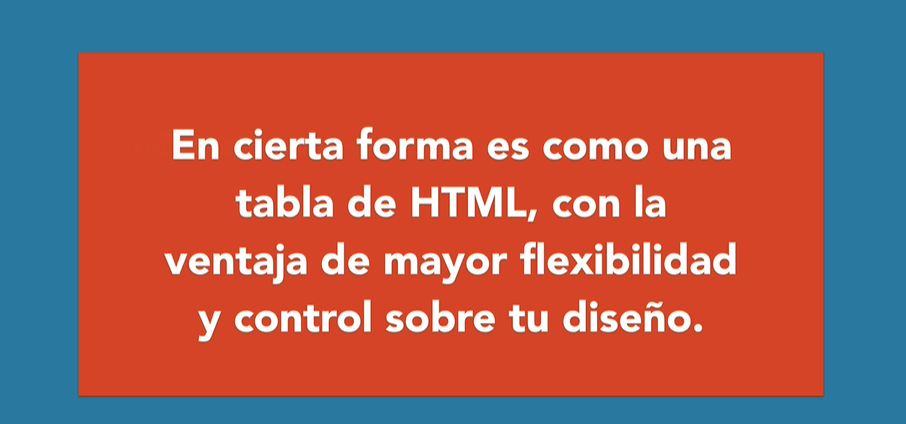 En cierta forma es como una
tabla de HTML, con la
ventaja de mayor flexibilidad
y control sobre tu diseño.